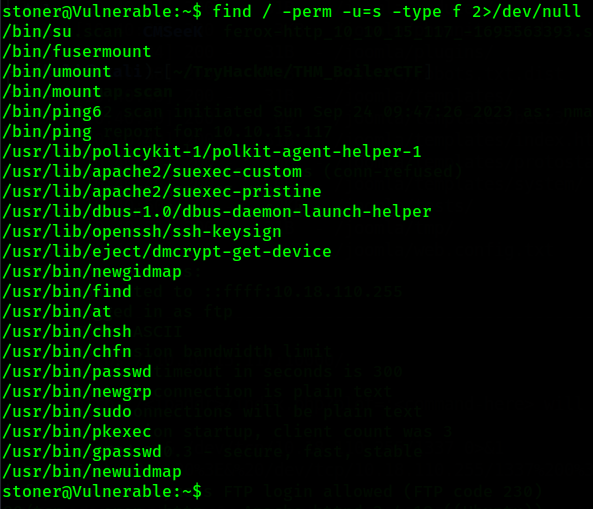 stoner@Vulnerable:~$ find / -perm -u=s -type f 2>/dev/null
/bin/su
/bin/fusermount
/bin/umount
/bin/mount
/bin/ping6
/bin/ping
/usr/lib/policykit-1/polkit-agent-helper-1
/usr/lib/apache2/suexec-custom
/usr/lib/apache2/suexec-pristine
/usr/lib/dbus-1.0/dbus-daemon-launch-helper
/usr/lib/openssh/ssh-keysign
/usr/lib/eject/dmcrypt-get-device
/usr/bin/newgidmap
/usr/bin/find
/usr/bin/at
/usr/bin/chsh
/usr/bin/chfn
/usr/bin/passwd
/usr/bin/newgrp
/usr/bin/sudo
/usr/bin/pkexec
/usr/bin/gpasswd
/usr/bin/newuidmap
stoner@Vulnerable:~$